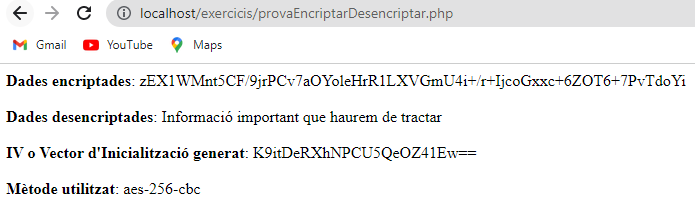 localhost/exercicis/provaEncriptarDesencriptar.php
Gmail YouTube Maps
Dades encriptades: zEX1WMnt5CF/9jrPCv7aOYoleHrR1LXVGmU4i+/r+IjcoGxxc+6ZOT6+7PvTdoYi
Dades desencriptades: Informació important que haurem de tractar
IV o Vector d'Inicialització generat: K9itDeRXhNPCU5QeOZ41Ew==
Mètode utilitzat: aes-256-cbc